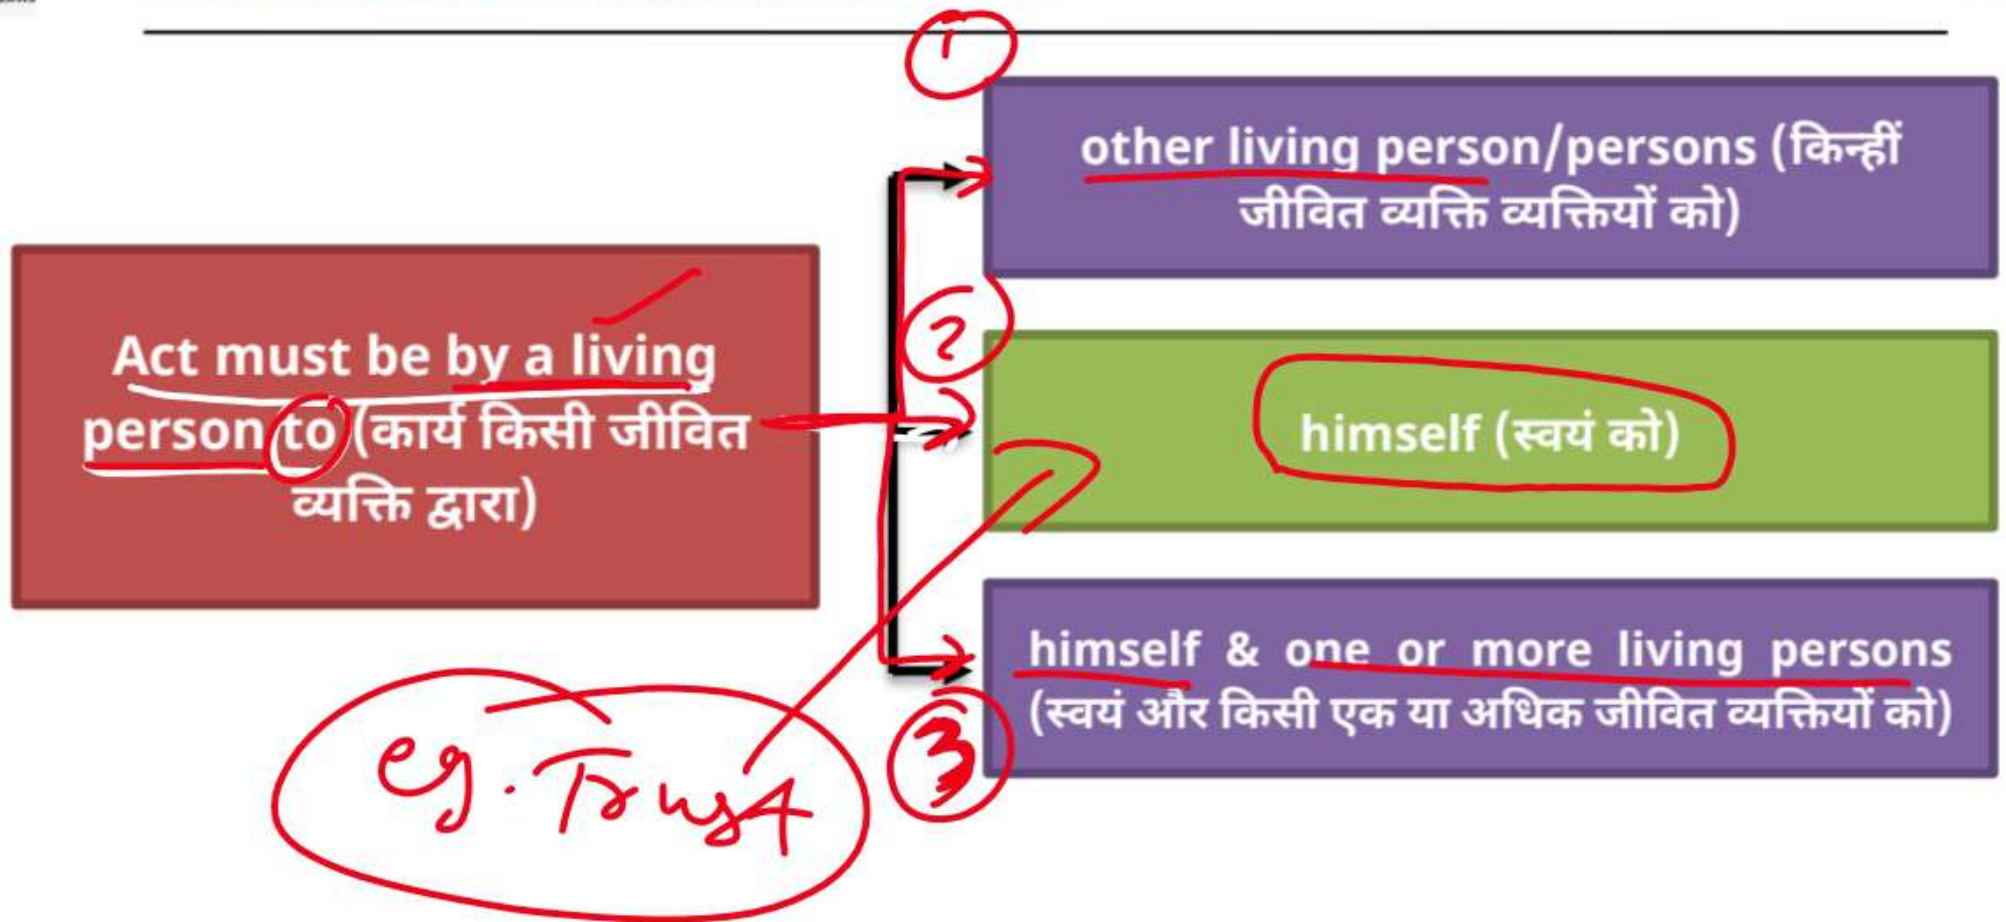 1
other living person/persons (किन्हीं
जीवित व्यक्ति व्यक्तियों को)
Act must be by a living
person to (कार्य किसी जीवित
व्यक्ति द्वारा)
2
himself (स्वयं को)
himself & one or more living persons
(स्वयं और किसी एक या अधिक जीवित व्यक्तियों को)
3
eg. Trust